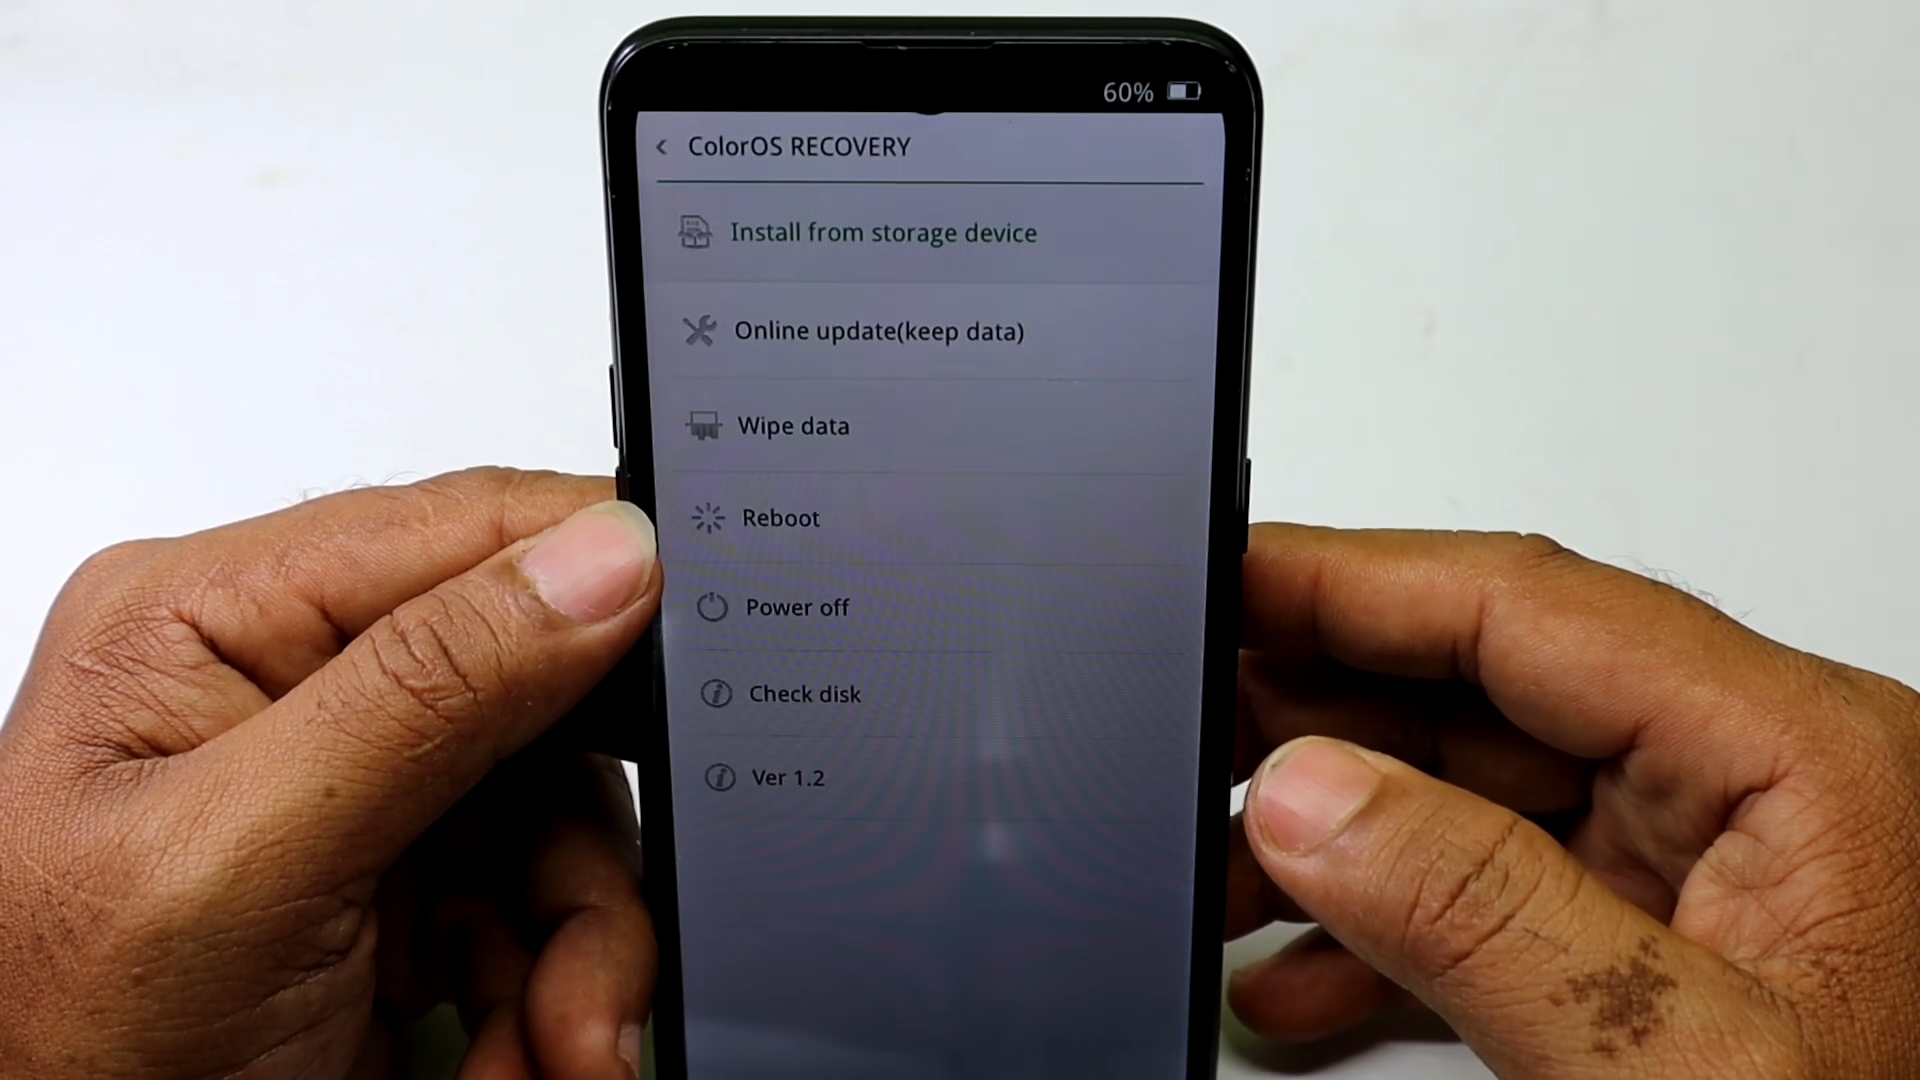 60%
ColorOS RECOVERY
Install from storage device
Online update(keep data)
Wipe data
Reboot
Power off
Check disk
Ver 1.2